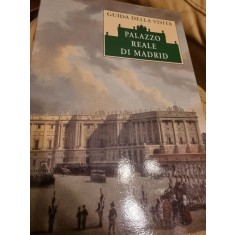 GUIDA DELLA VISITA
PALAZZO
REALE
DI MADRID